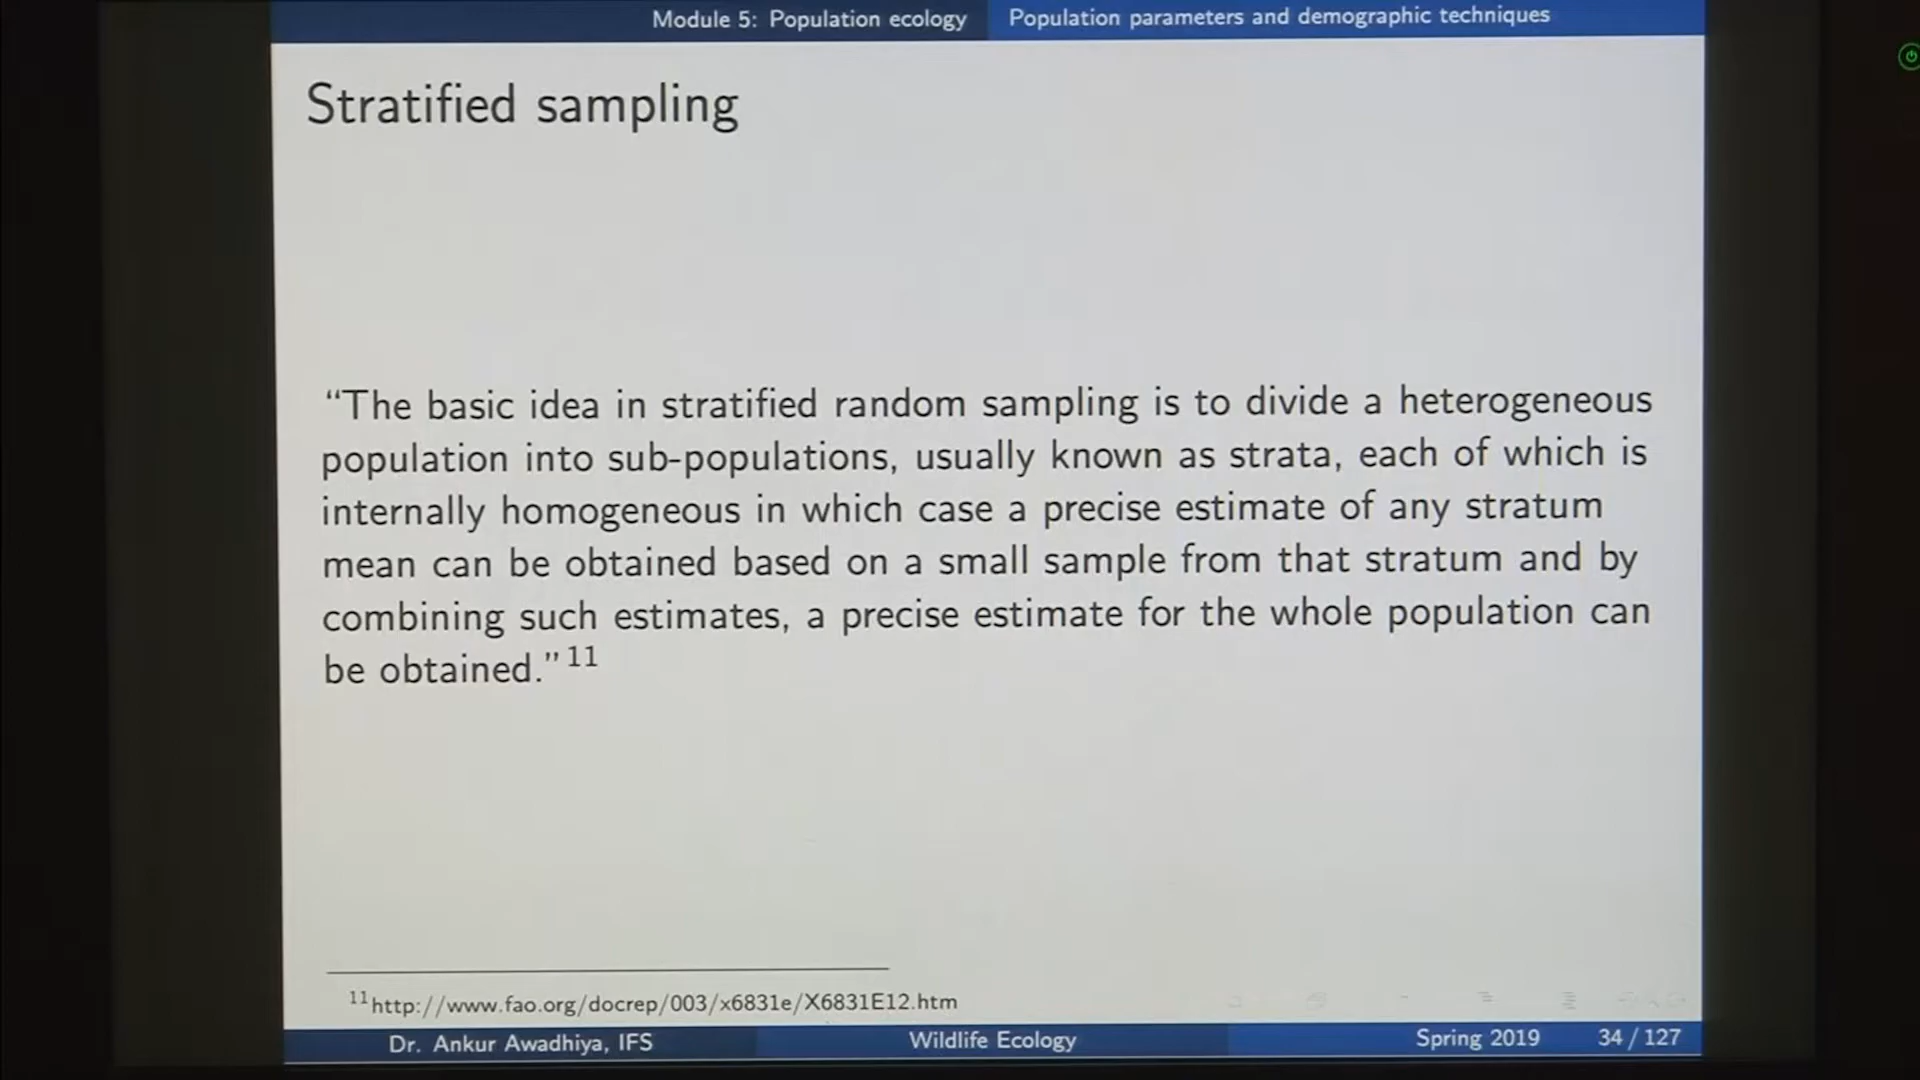 Module 5: Population ecology Population parameters and demographic techniques
Stratified sampling
“The basic idea in stratified random sampling is to divide a heterogeneous
population into sub-populations, usually known as strata, each of which is
internally homogeneous in which case a precise estimate of any stratum
mean can be obtained based on a small sample from that stratum and by
combining such estimates, a precise estimate for the whole population can
be obtained.”11
11http://www.fao.org/docrep/003/x6831e/X6831E12.htm
Dr. Ankur Awadhiya, IFS Wildlife Ecology Spring 2019 34 / 127